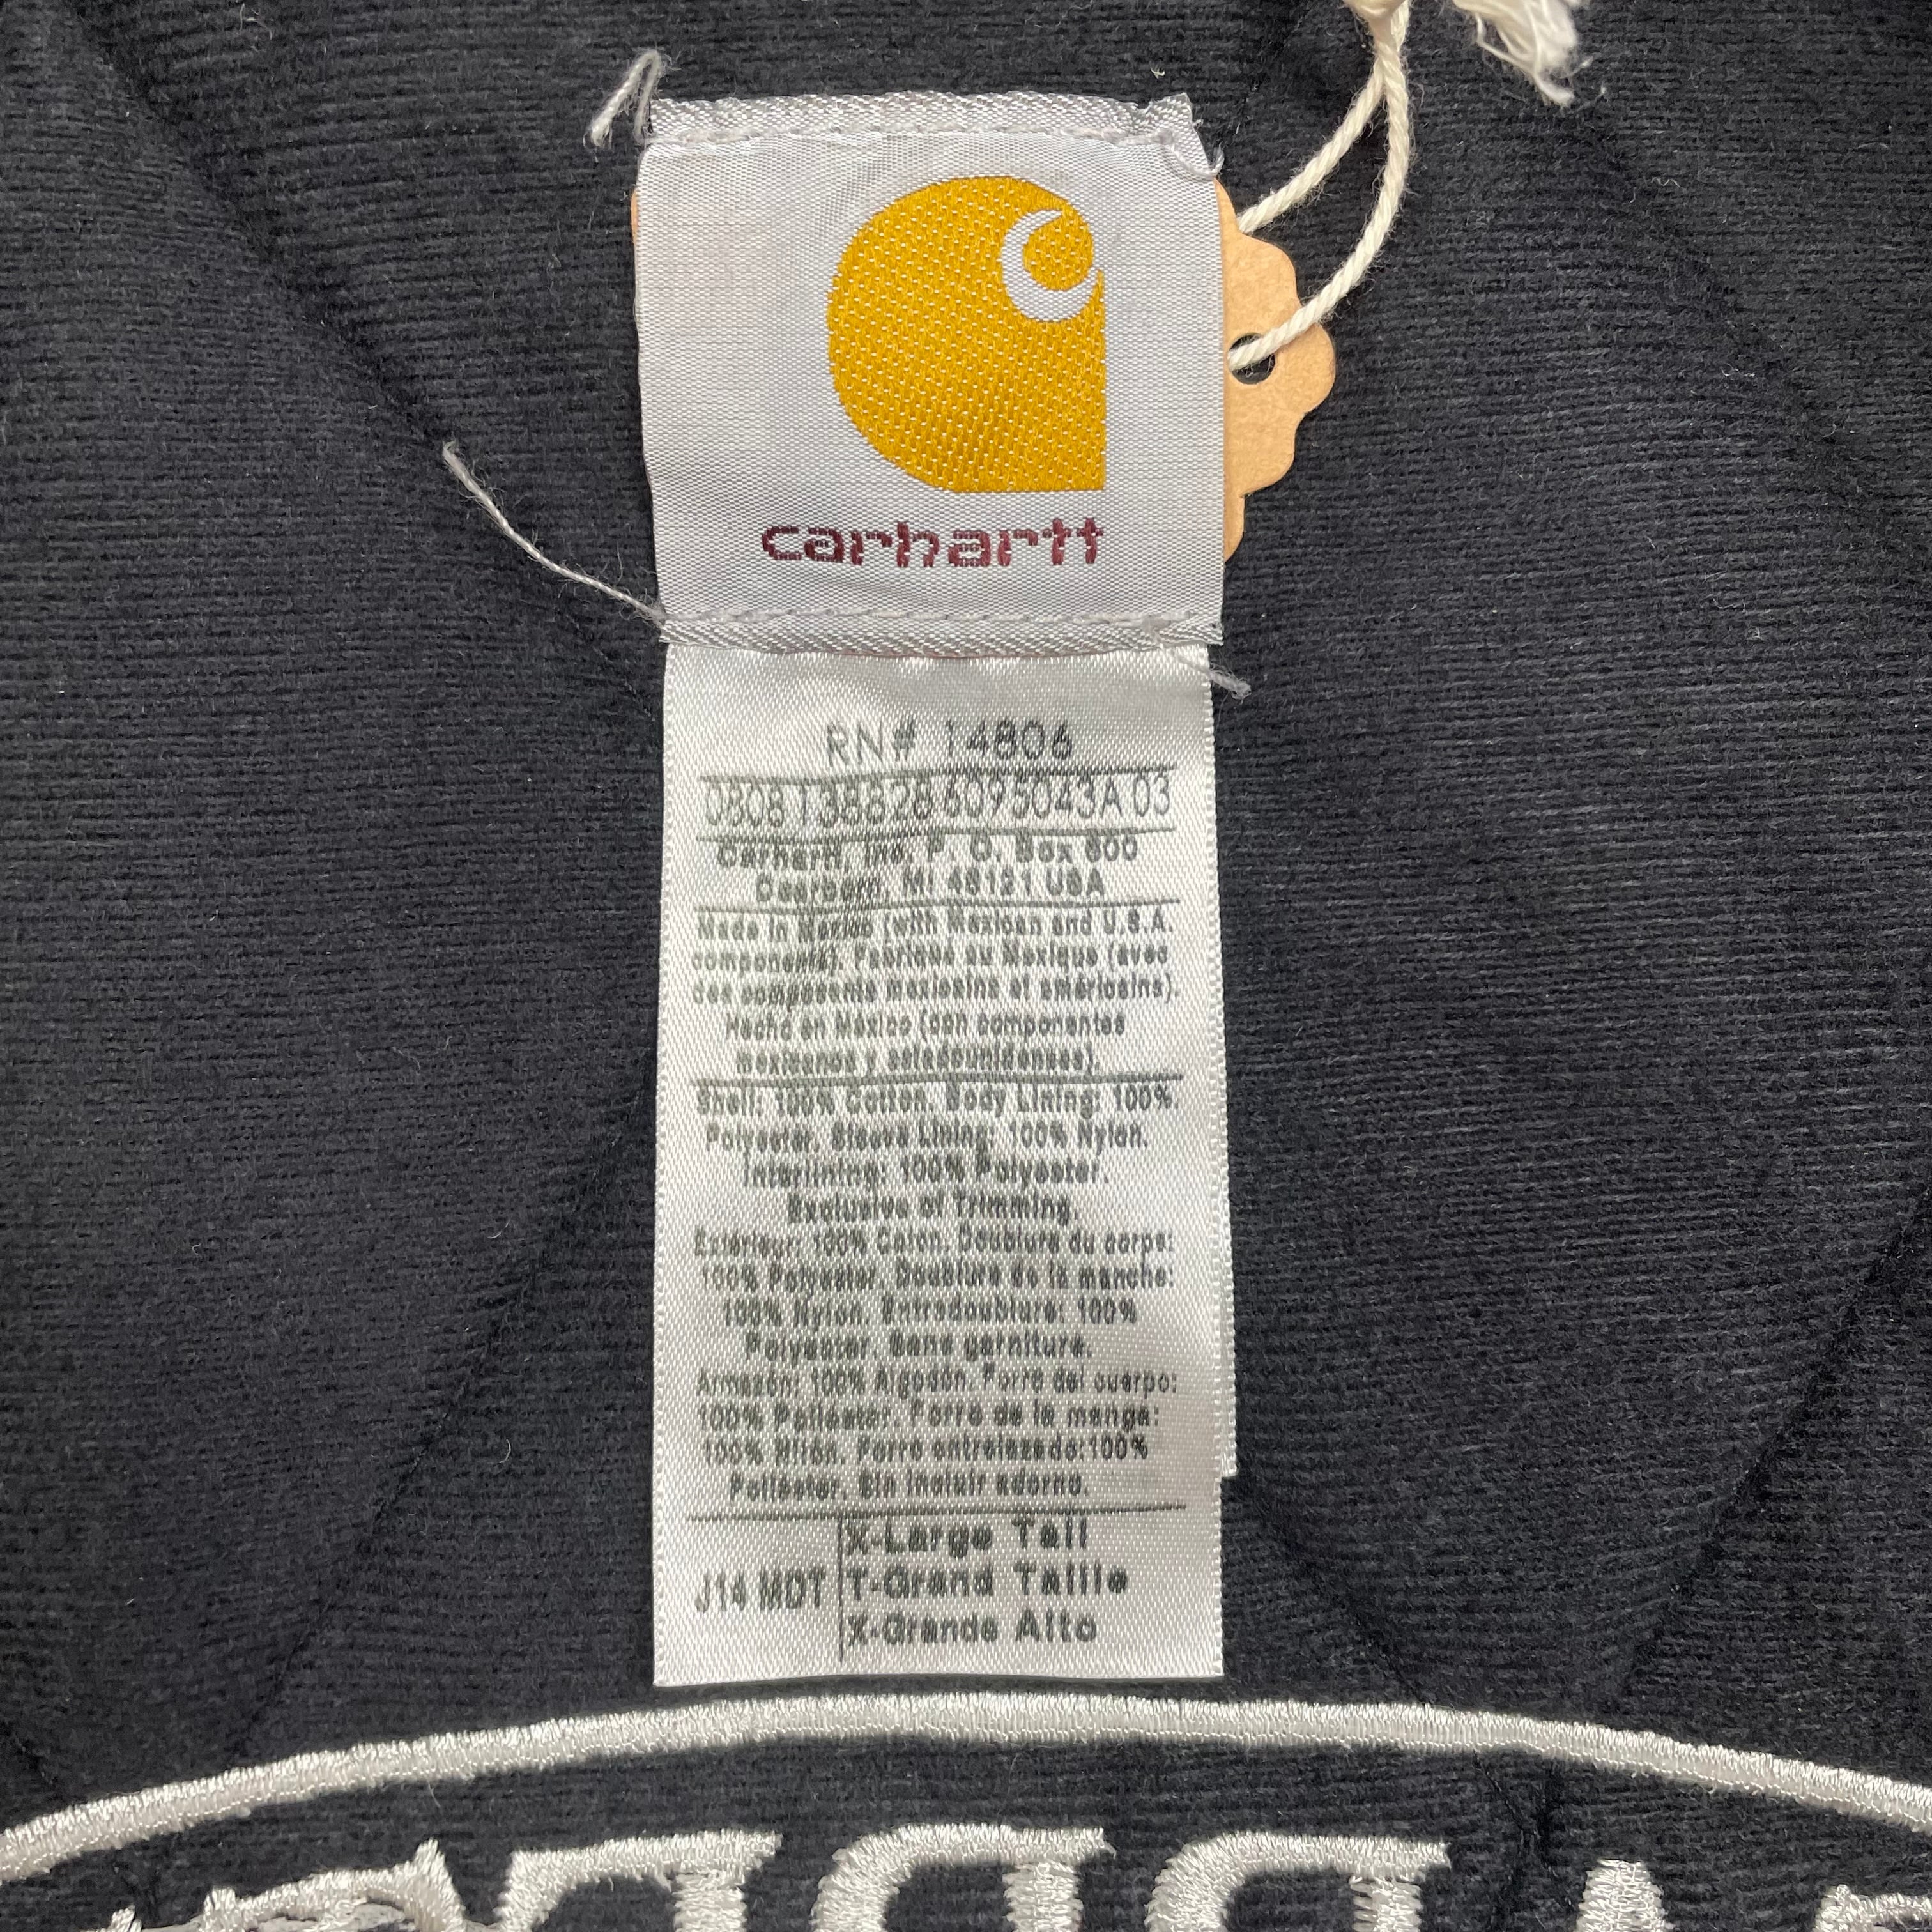 carhartt
RN# 14806
0808138828 6095043A 03
Carhartt, Inc. P. O. Box 600
Dearborn, MI 48121 USA
Made in Mexico (with Mexican and U.S.A.
components). Fabriqué au Mexique (avec
des composants mexicains et américains).
Hecho en México (con componentes
mexicanos y estadounidenses)
Shell: 100% Cotton. Body Lining: 100%.
Polyester. Sleeve Lining: 100% Nylon.
Interlining: 100% Polyester.
Exclusive of Trimming.
Extérieur: 100% Coton. Doublure du corps:
100% Polyester. Doublure de la manche:
100% Nylon. Entredoublure: 100%
Polyester. Sans garniture.
Armazón: 100% Algodón. Forro del cuerpo:
100% Poliéster. Forro de la manga:
100% Nilón. Forro entrelazado:100%
Poliéster. Sin incluir adorno.
J14 MDT
X-Large Tall
T-Grand Taille
X-Grande Alto